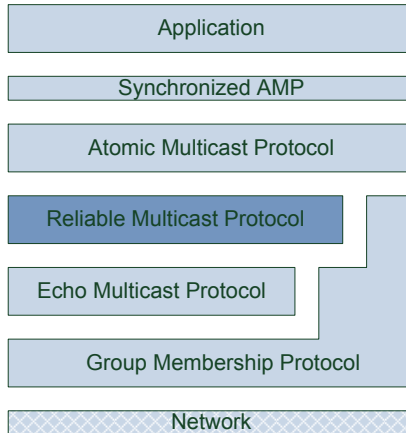 Application
Synchronized AMP
Atomic Multicast Protocol
Reliable Multicast Protocol
Echo Multicast Protocol
Group Membership Protocol
Network